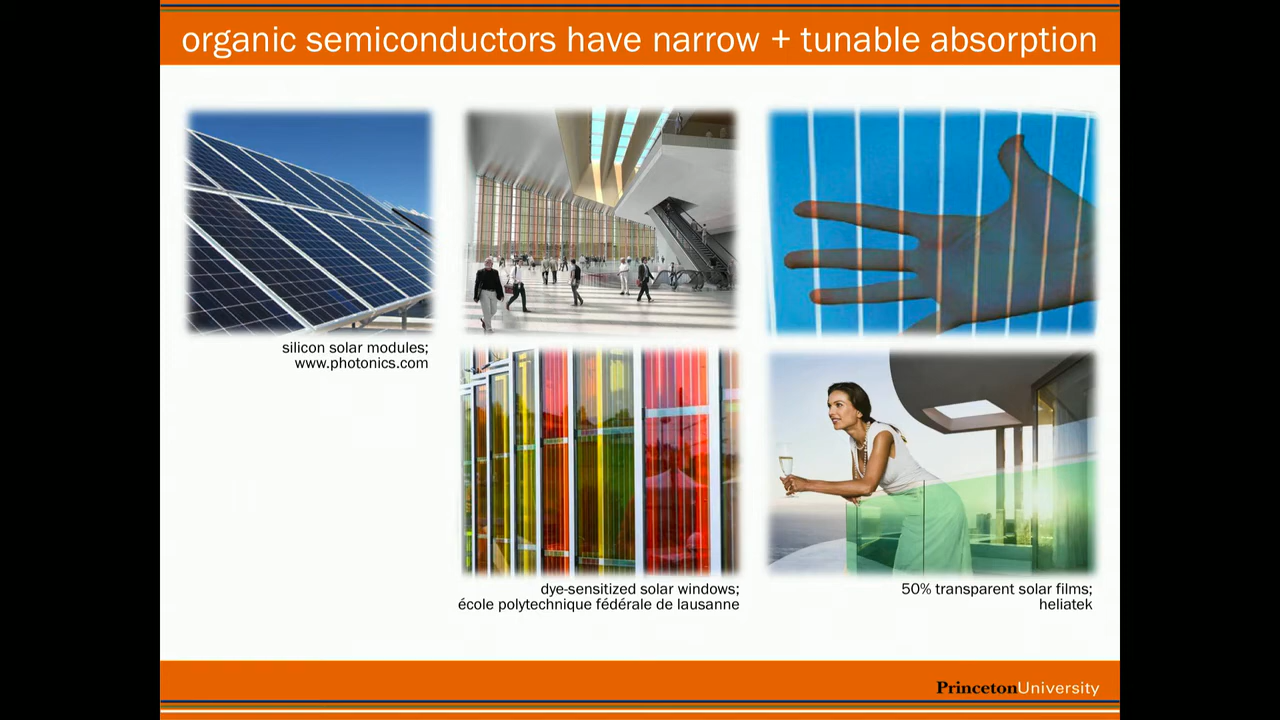 organic semiconductors have narrow + tunable absorption
silicon solar modules;
www.photonics.com
dye-sensitized solar windows;
école polytechnique fédérale de lausanne
50% transparent solar films;
heliatek
PrincetonUniversity